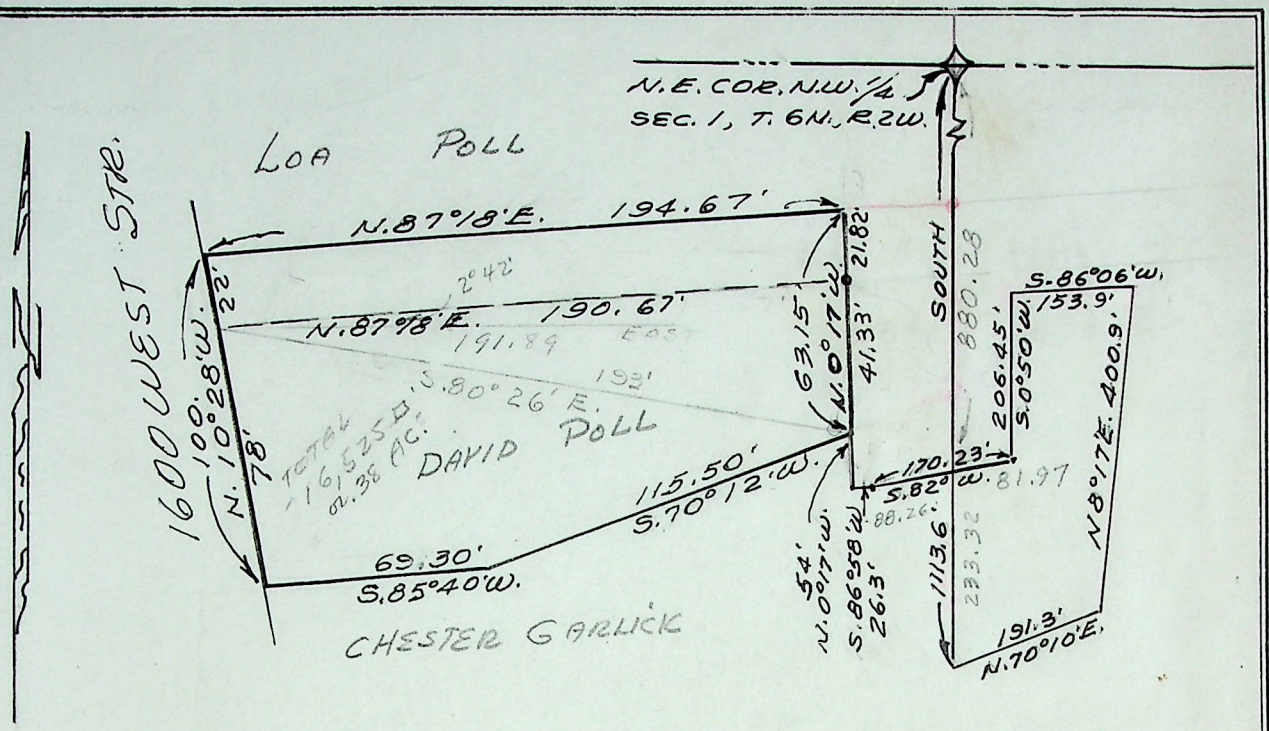 N.E. COR. N.W. 1/4
SEC. 1, T. 6N., R. 2W.
LOA POLL
1600 WEST STR.
N. 87°18'E. 194.67'
22'
21.82'
100.
N. 10°28'W.
78'
2°42'
N. 87°18'E. 190.67'
191.89 EAST
S. 80°26' E. 192'
63.15'
N. 0°17'W.
41.33'
TOTAL
16,525
or .38 AC.
DAVID POLL
115.50'
S. 70°12'W.
69.30'
S. 85°40'W.
CHESTER GARLICK
54'
N. 0°17'W.
S. 86°58'W.
26.3'
170.23'
S. 82° W.
88.26
81.97
SOUTH
880.28
1113.6'
233.32
206.45'
S. 0°50'W.
S. 86°06'W.
153.9'
N 8°17'E. 400.9'
191.3'
N. 70°10'E.